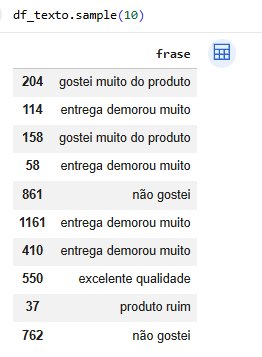 df_texto.sample(10)
frase
204 gostei muito do produto
114 entrega demorou muito
158 gostei muito do produto
58 entrega demorou muito
861 não gostei
1161 entrega demorou muito
410 entrega demorou muito
550 excelente qualidade
37 produto ruim
762 não gostei